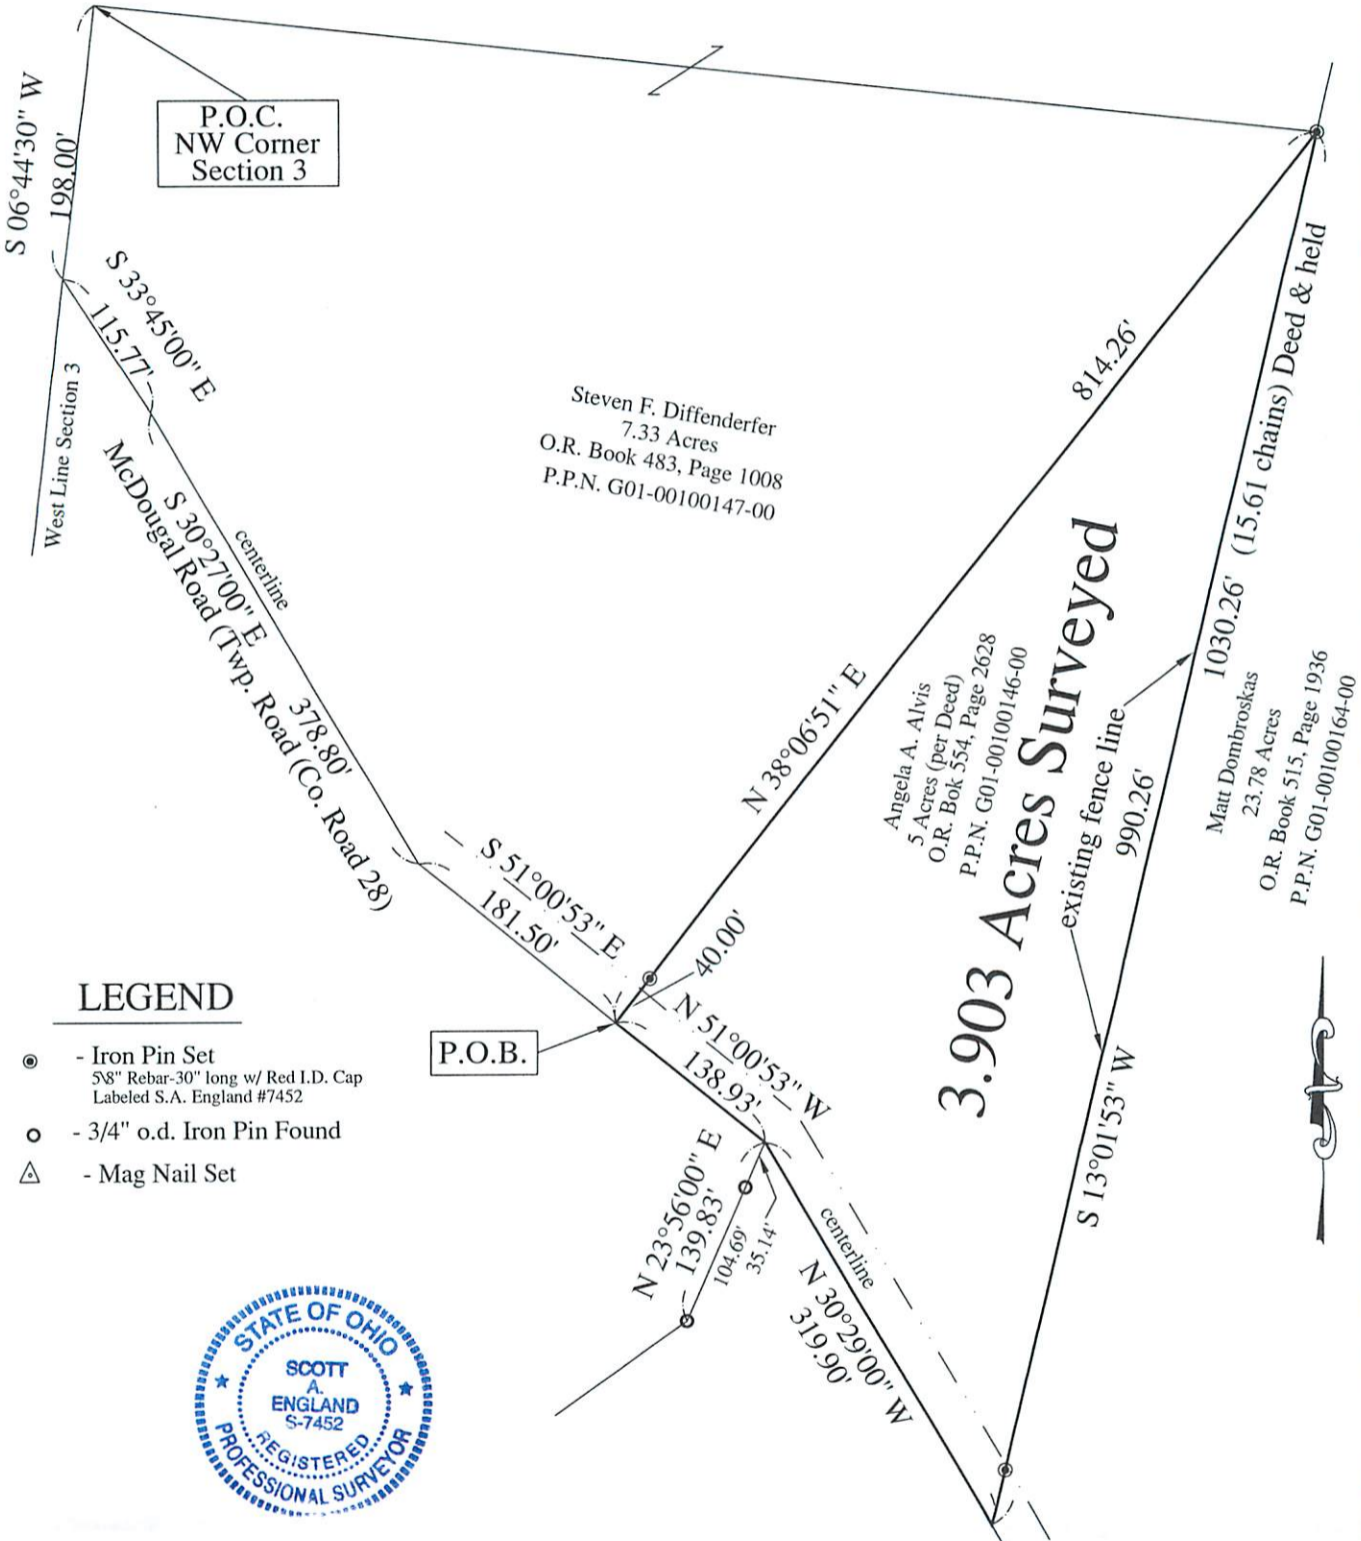 P.O.C.
NW Corner
Section 3
S 06°44'30" W
198.00'
S 33°45'00" E
115.77'
West Line Section 3
centerline
S 30°27'00" E 378.80'
McDougal Road (Twp. Road (Co. Road 28)
Steven F. Diffenderfer
7.33 Acres
O.R. Book 483, Page 1008
P.P.N. G01-00100147-00
814.26'
N 38°06'51" E
1030.26' (15.61 chains) Deed & held
Angela A. Alvis
5 Acres (per Deed)
O.R. Bok 554, Page 2628
P.P.N. G01-00100146-00
3.903 Acres Surveyed
existing fence line
990.26'
S 13°01'53" W
Matt Dombroskas
23.78 Acres
O.R. Book 515, Page 1936
P.P.N. G01-00100164-00
S 51°00'53" E
181.50'
40.00'
P.O.B.
N 51°00'53" W
138.93'
N 23°56'00" E
139.83'
104.69'
35.14'
centerline
N 30°29'00" W
319.90'
LEGEND
- Iron Pin Set
5\8" Rebar-30" long w/ Red I.D. Cap
Labeled S.A. England #7452
- 3/4" o.d. Iron Pin Found
- Mag Nail Set
STATE OF OHIO
SCOTT
A.
ENGLAND
S-7452
REGISTERED
PROFESSIONAL SURVEYOR